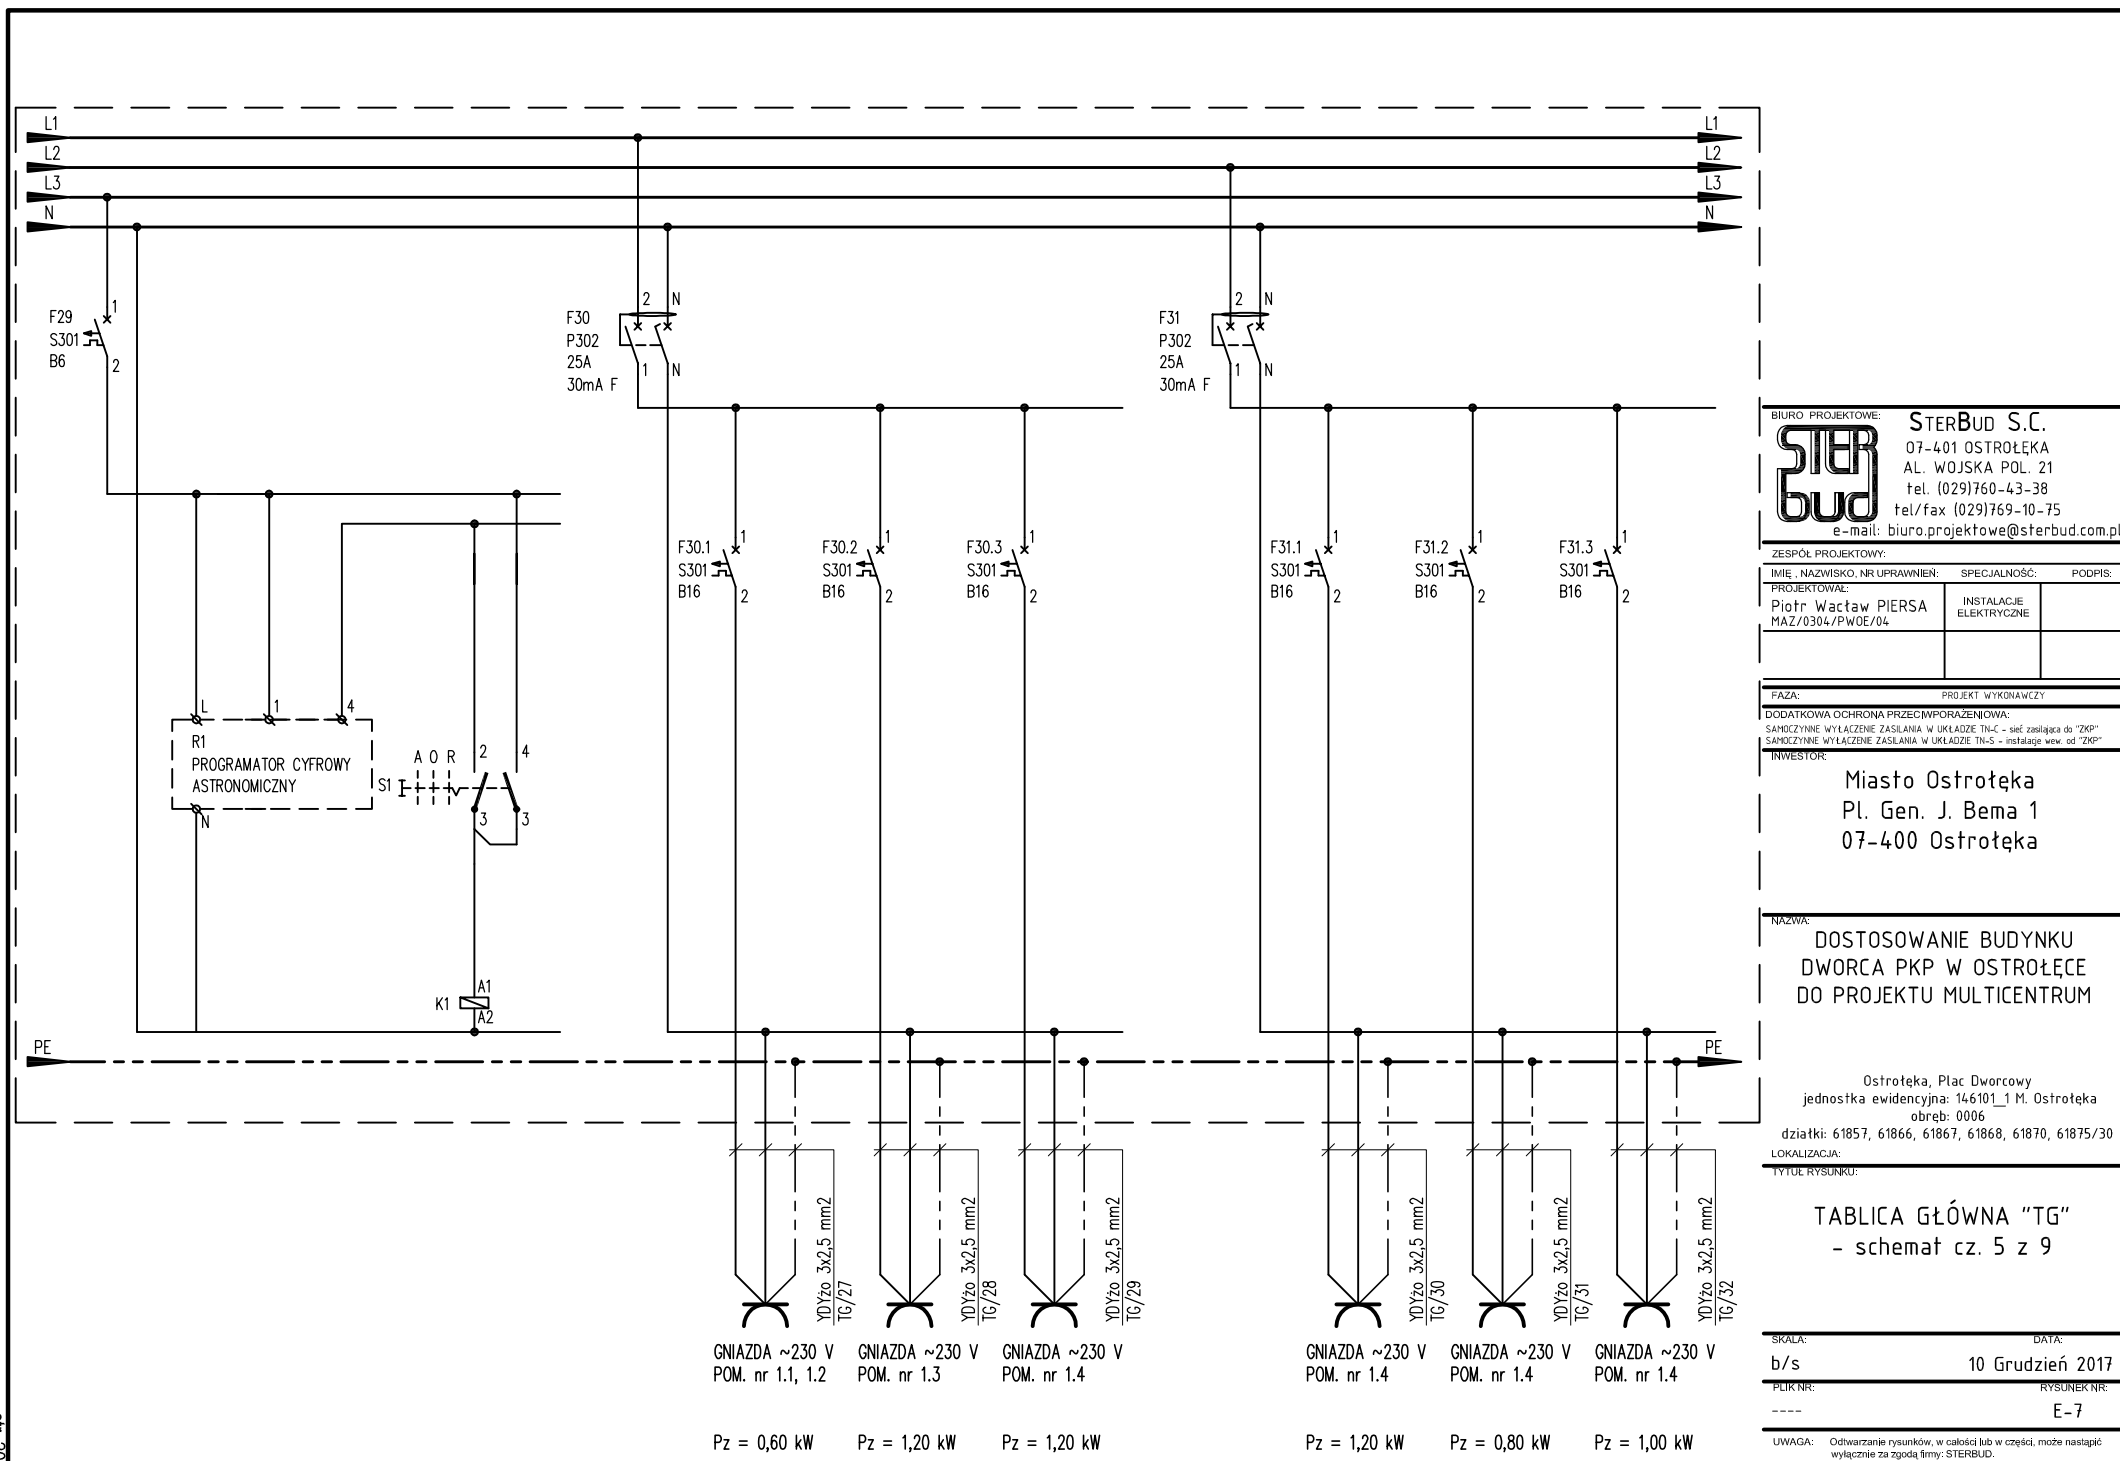 L1
L1
L2
L2
L3
L3
N
N
F29
S301
B6
1
2
F30
P302
25A
30mA F
2
N
1
N
F31
P302
25A
30mA F
2
N
1
N
F30.1
S301
B16
1
2
F30.2
S301
B16
1
2
F30.3
S301
B16
1
2
F31.1
S301
B16
1
2
F31.2
S301
B16
1
2
F31.3
S301
B16
1
2
L
1
4
R1
PROGRAMATOR CYFROWY
ASTRONOMICZNY
N
S1
A O R
2
4
3
3
K1
A1
A2
PE
PE
YDYżo 3x2,5 mm2
TG/27
YDYżo 3x2,5 mm2
TG/28
YDYżo 3x2,5 mm2
TG/29
YDYżo 3x2,5 mm2
TG/30
YDYżo 3x2,5 mm2
TG/31
YDYżo 3x2,5 mm2
TG/32
GNIAZDA ~230 V
POM. nr 1.1, 1.2
Pz = 0,60 kW
GNIAZDA ~230 V
POM. nr 1.3
Pz = 1,20 kW
GNIAZDA ~230 V
POM. nr 1.4
Pz = 1,20 kW
GNIAZDA ~230 V
POM. nr 1.4
Pz = 1,20 kW
GNIAZDA ~230 V
POM. nr 1.4
Pz = 0,80 kW
GNIAZDA ~230 V
POM. nr 1.4
Pz = 1,00 kW
BIURO PROJEKTOWE:
STER
bud
STERBUD S.C.
07-401 OSTROŁĘKA
AL. WOJSKA POL. 21
tel. (029)760-43-38
tel/fax (029)769-10-75
e-mail: biuro.projektowe@sterbud.com.pl
ZESPÓŁ PROJEKTOWY:
IMIĘ , NAZWISKO, NR UPRAWNIEŃ: SPECJALNOŚĆ: PODPIS:
PROJEKTOWAŁ:
Piotr Wacław PIERSA
MAZ/0304/PWOE/04
INSTALACJE
ELEKTRYCZNE
FAZA: PROJEKT WYKONAWCZY
DODATKOWA OCHRONA PRZECIWPORAŻENIOWA:
SAMOCZYNNE WYŁĄCZENIE ZASILANIA W UKŁADZIE TN-C - sieć zasilająca do "ZKP"
SAMOCZYNNE WYŁĄCZENIE ZASILANIA W UKŁADZIE TN-S - instalacje wew. od "ZKP"
INWESTOR:
Miasto Ostrołęka
Pl. Gen. J. Bema 1
07-400 Ostrołęka
NAZWA:
DOSTOSOWANIE BUDYNKU
DWORCA PKP W OSTROŁĘCE
DO PROJEKTU MULTICENTRUM
Ostrołęka, Plac Dworcowy
jednostka ewidencyjna: 146101_1 M. Ostrołęka
obręb: 0006
działki: 61857, 61866, 61867, 61868, 61870, 61875/30
LOKALIZACJA:
TYTUŁ RYSUNKU:
TABLICA GŁÓWNA "TG"
- schemat cz. 5 z 9
SKALA: DATA:
b/s 10 Grudzień 2017
PLIK NR: RYSUNEK NR:
---- E-7
UWAGA: Odtwarzanie rysunków, w całości lub w części, może nastąpić
wyłącznie za zgodą firmy: STERBUD.